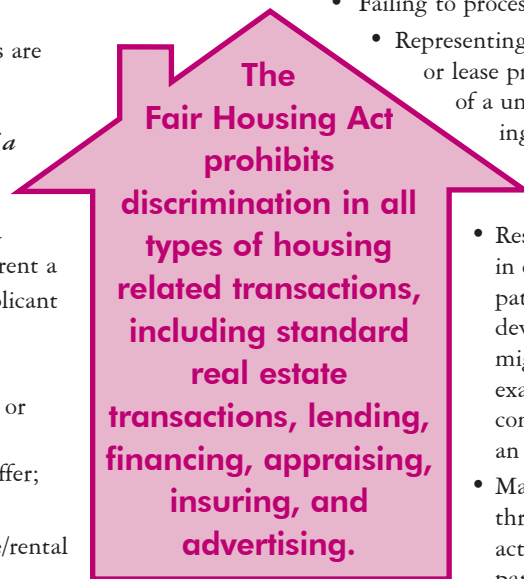 s are
a
rent a
licant
or
ffer;
e/rental
• Failing to proces
• Representing
or lease pr
of a un
ing
The
Fair Housing Act
prohibits
discrimination in all
types of housing
related transactions,
including standard
real estate
transactions, lending,
financing, appraising,
insuring, and
advertising.
• Res
in
pat
dev
mig
exa
con
an
• Ma
thr
act